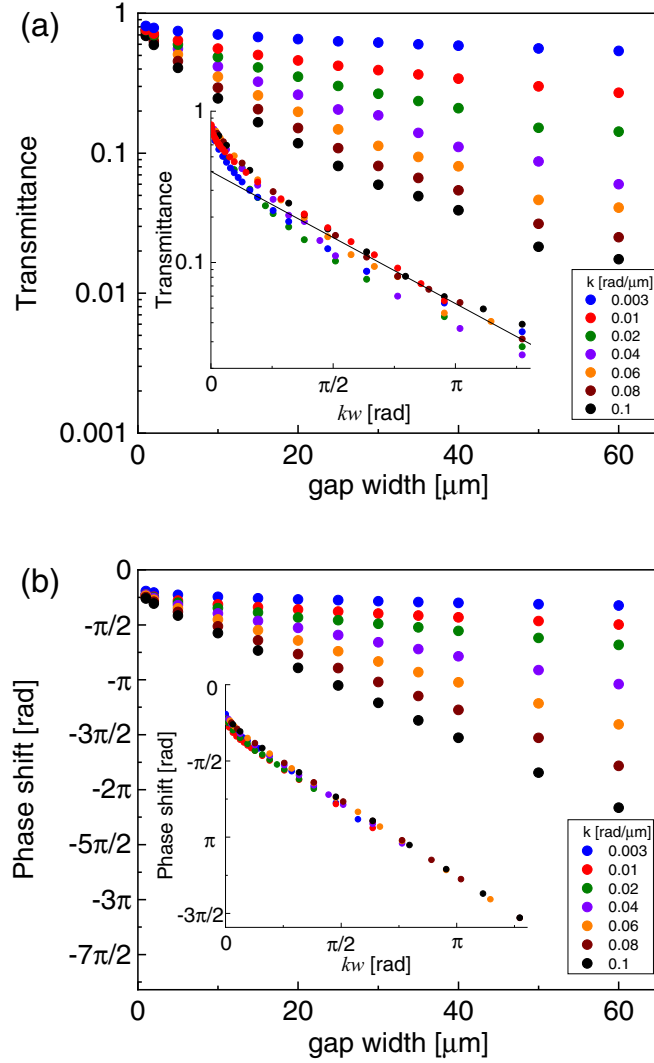 (a)
Transmittance
1
0.1
0.01
0.001
0 20 40 60
gap width [μm]
Transmittance
1
0.1
0 π/2 π
kw [rad]
k [rad/μm]
0.003
0.01
0.02
0.04
0.06
0.08
0.1
(b)
Phase shift [rad]
0
-π/2
-π
-3π/2
-2π
-5π/2
-3π
-7π/2
0 20 40 60
gap width [μm]
Phase shift [rad]
0
-π/2
π
-3π/2
0 π/2 π
kw [rad]
k [rad/μm]
0.003
0.01
0.02
0.04
0.06
0.08
0.1